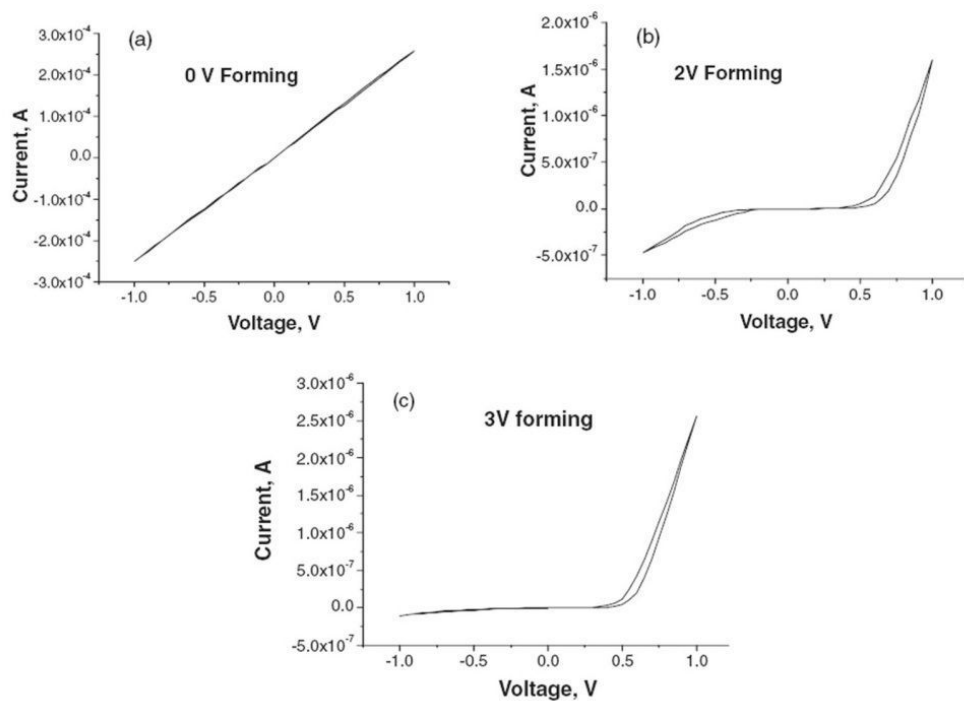 (a)
0 V Forming
3.0x10⁻⁴
2.0x10⁻⁴
1.0x10⁻⁴
0.0
-1.0x10⁻⁴
-2.0x10⁻⁴
-3.0x10⁻⁴
Current, A
-1.0 -0.5 0.0 0.5 1.0
Voltage, V
(b)
2V Forming
2.0x10⁻⁶
1.5x10⁻⁶
1.0x10⁻⁶
5.0x10⁻⁷
0.0
-5.0x10⁻⁷
Current, A
-1.0 -0.5 0.0 0.5 1.0
Voltage, V
(c)
3V forming
3.0x10⁻⁶
2.5x10⁻⁶
2.0x10⁻⁶
1.5x10⁻⁶
1.0x10⁻⁶
5.0x10⁻⁷
0.0
-5.0x10⁻⁷
Current, A
-1.0 -0.5 0.0 0.5 1.0
Voltage, V